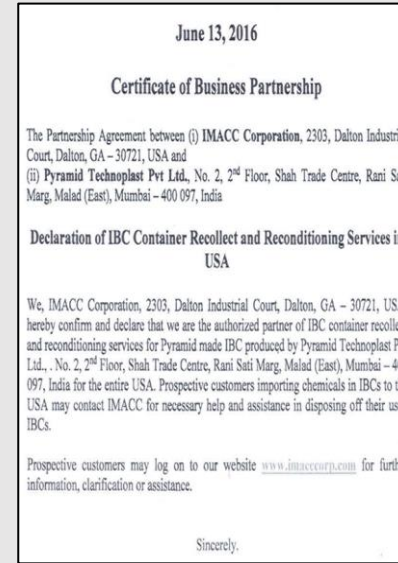 June 13, 2016
Certificate of Business Partnership
The Partnership Agreement between (i) IMACC Corporation, 2303, Dalton Industri
Court, Dalton, GA – 30721, USA and
(ii) Pyramid Technoplast Pvt Ltd., No. 2, 2nd Floor, Shah Trade Centre, Rani Sa
Marg, Malad (East), Mumbai – 400 097, India
Declaration of IBC Container Recollect and Reconditioning Services i
USA
We, IMACC Corporation, 2303, Dalton Industrial Court, Dalton, GA – 30721, US
hereby confirm and declare that we are the authorized partner of IBC container recolle
and reconditioning services for Pyramid made IBC produced by Pyramid Technoplast P
Ltd., . No. 2, 2nd Floor, Shah Trade Centre, Rani Sati Marg, Malad (East), Mumbai – 4
097, India for the entire USA. Prospective customers importing chemicals in IBCs to t
USA may contact IMACC for necessary help and assistance in disposing off their us
IBCs.
Prospective customers may log on to our website www.imacccorp.com for furth
information, clarification or assistance.
Sincerely.